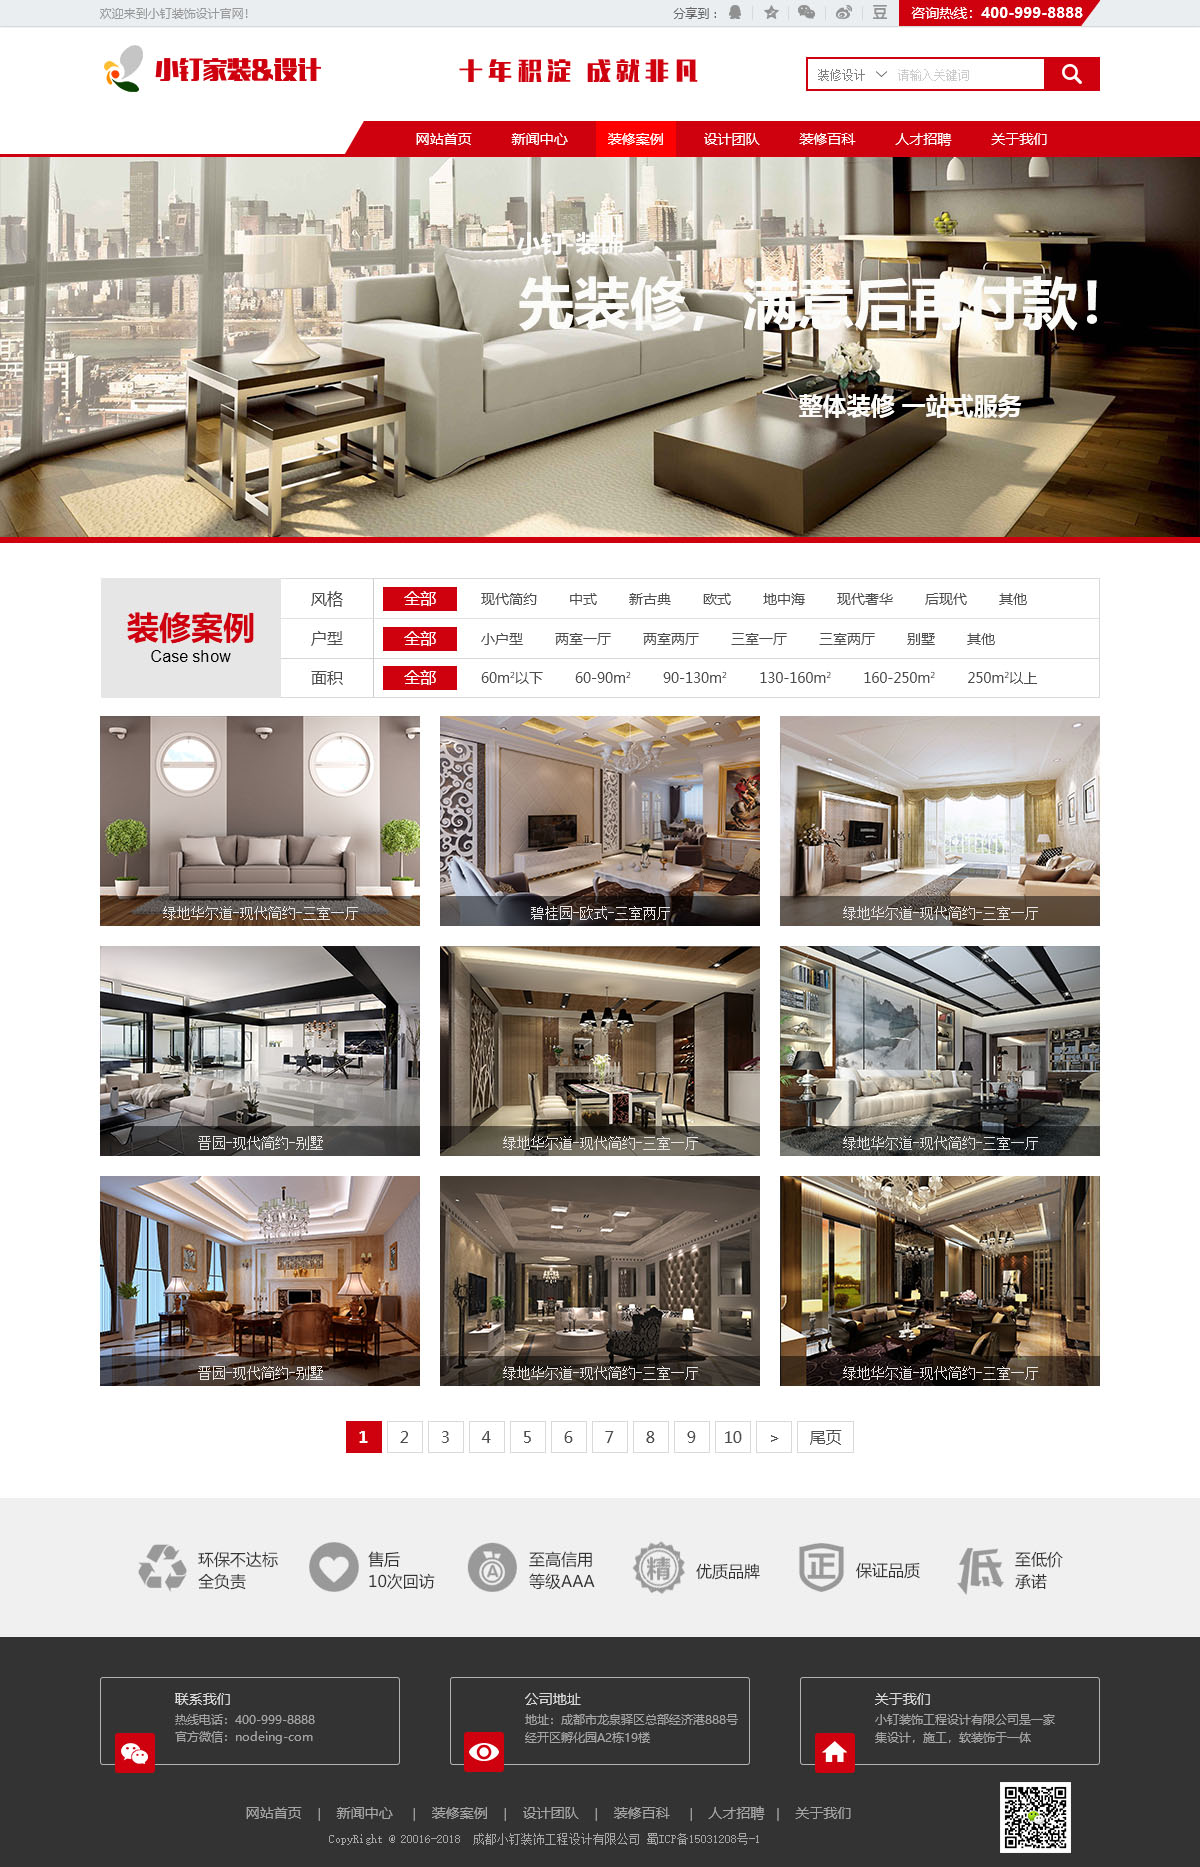 欢迎来到小钉装饰设计官网!
分享到：
咨询热线：400-999-8888
小钉家装&设计
十年积淀 成就非凡
装修设计 请输入关键词
网站首页 新闻中心 装修案例 设计团队 装修百科 人才招聘 关于我们
小钉·装饰
先装修，满意后再付款！
整体装修 一站式服务
装修案例
Case show
风格 全部 现代简约 中式 新古典 欧式 地中海 现代奢华 后现代 其他
户型 全部 小户型 两室一厅 两室两厅 三室一厅 三室两厅 别墅 其他
面积 全部 60m²以下 60-90m² 90-130m² 130-160m² 160-250m² 250m²以上
绿地华尔道-现代简约-三室一厅
碧桂园-欧式-三室两厅
绿地华尔道-现代简约-三室一厅
晋园-现代简约-别墅
绿地华尔道-现代简约-三室一厅
绿地华尔道-现代简约-三室一厅
晋园-现代简约-别墅
绿地华尔道-现代简约-三室一厅
绿地华尔道-现代简约-三室一厅
1 2 3 4 5 6 7 8 9 10 > 尾页
环保不达标
全负责
售后
10次回访
A
至高信用
等级AAA
精
优质品牌
正
保证品质
低
至低价
承诺
联系我们
热线电话：400-999-8888
官方微信：nodeing-com
公司地址
地址：成都市龙泉驿区总部经济港888号
经开区孵化园A2栋19楼
关于我们
小钉装饰工程设计有限公司是一家
集设计，施工，软装饰于一体
网站首页 | 新闻中心 | 装修案例 | 设计团队 | 装修百科 | 人才招聘 | 关于我们
CopyRight @ 20016-2018 成都小钉装饰工程设计有限公司 蜀ICP备15031208号-1